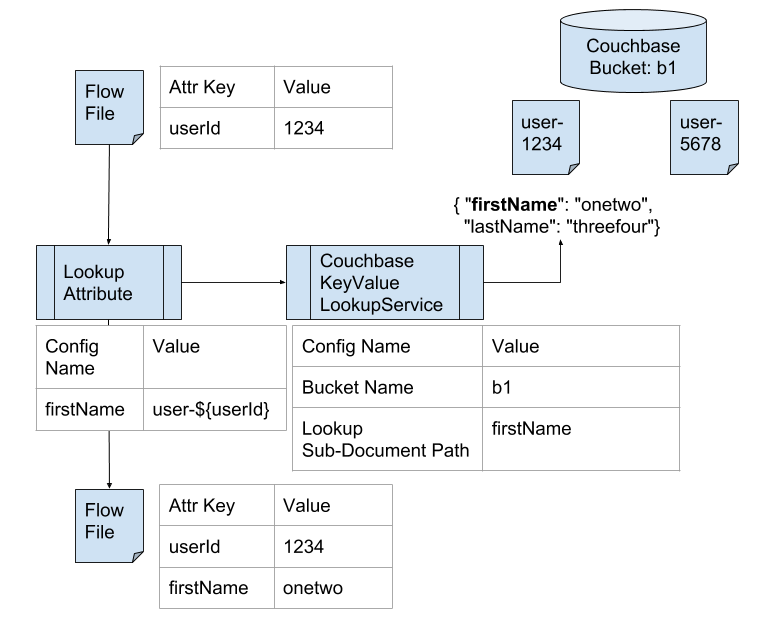 Couchbase
Bucket: b1
Flow
File
Attr Key Value
userId 1234
user-
1234
user-
5678
{ "firstName": "onetwo",
"lastName": "threefour"}
Lookup
Attribute
Couchbase
KeyValue
LookupService
Config
Name
Value
firstName user-${userId}
Config Name Value
Bucket Name b1
Lookup
Sub-Document Path
firstName
Flow
File
Attr Key Value
userId 1234
firstName onetwo